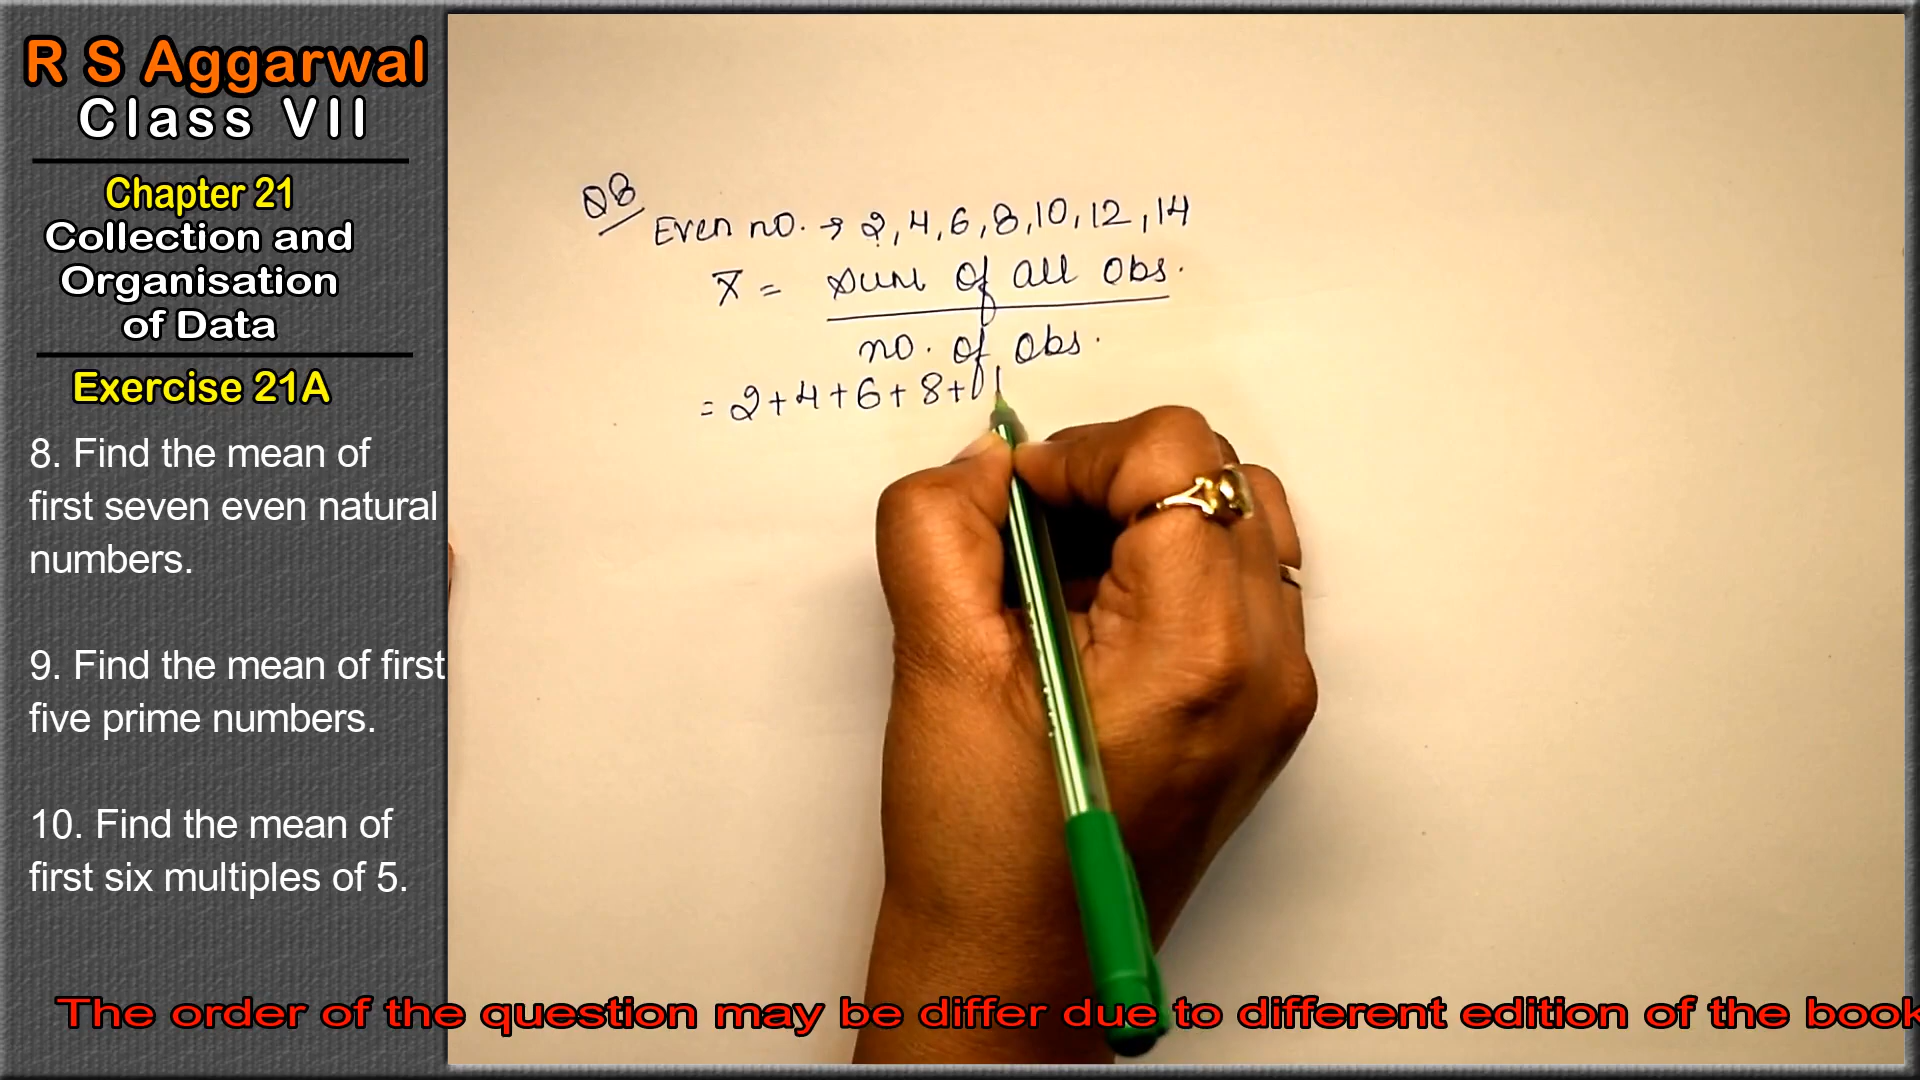 R S Aggarwal
Class VII
Chapter 21
Collection and
Organisation
of Data
Exercise 21A
8. Find the mean of
first seven even natural
numbers.
9. Find the mean of first
five prime numbers.
10. Find the mean of
first six multiples of 5.
Q8
Even no. → 2, 4, 6, 8, 10, 12, 14
x̄ = sum of all obs.
no. of obs.
= 2+4+6+8+
The order of the question may be differ due to different edition of the book